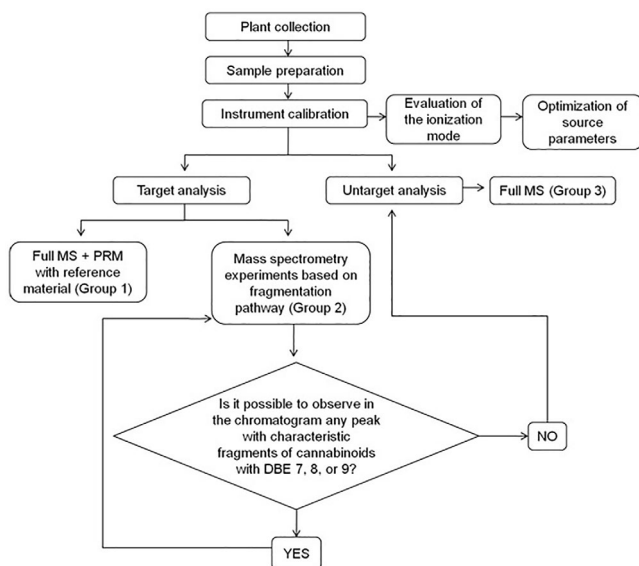 Plant collection
Sample preparation
Instrument calibration
Evaluation of
the ionization
mode
Optimization of
source
parameters
Target analysis
Untarget analysis
Full MS (Group 3)
Full MS + PRM
with reference
material (Group 1)
Mass spectrometry
experiments based on
fragmentation
pathway (Group 2)
Is it possible to observe in
the chromatogram any peak
with characteristic
fragments of cannabinoids
with DBE 7, 8, or 9?
NO
YES